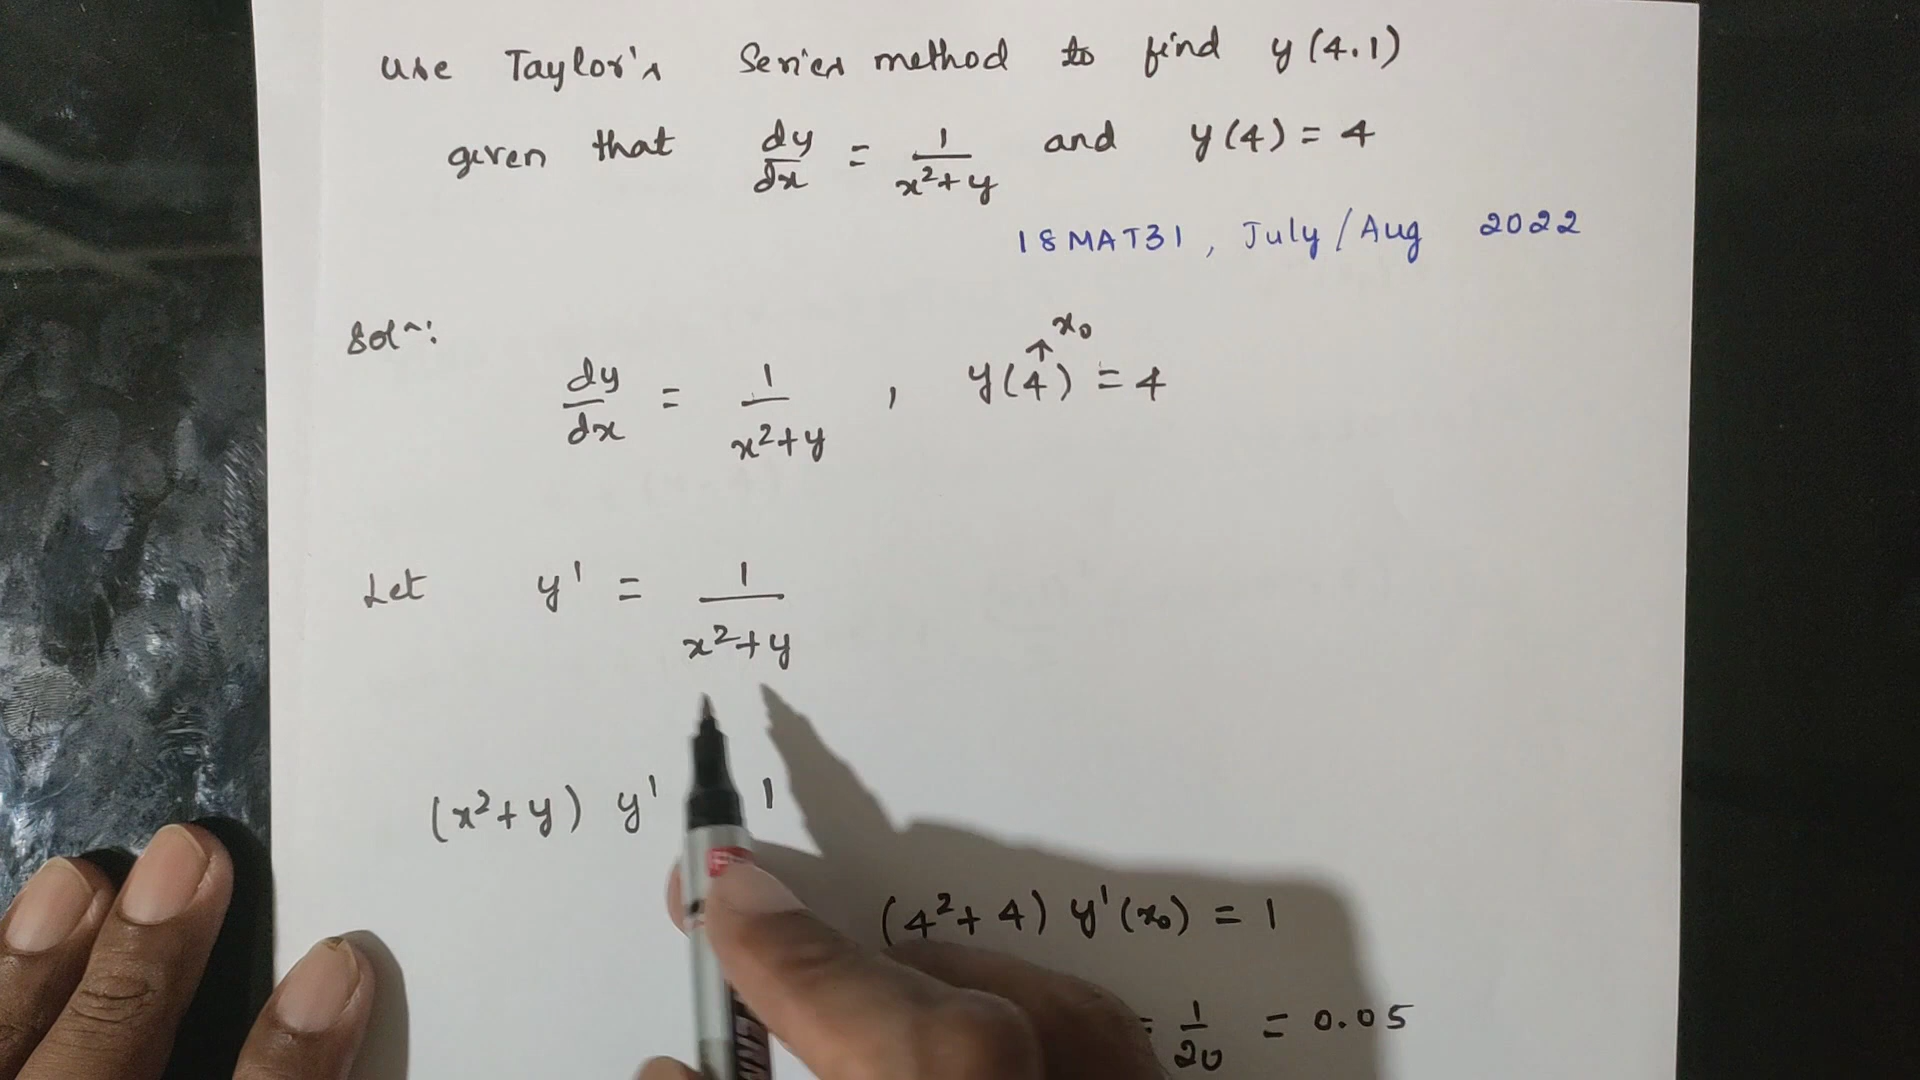 use Taylor's Series method to find y(4.1)
given that dy/dx = 1/(x²+y) and y(4) = 4
18MAT31, July/Aug 2022
Solⁿ:
x₀
dy/dx = 1/(x²+y) , y(4) = 4
Let y' = 1/(x²+y)
(x²+y) y' 1
(4²+4) y'(x₀) = 1
= 1/20 = 0.05